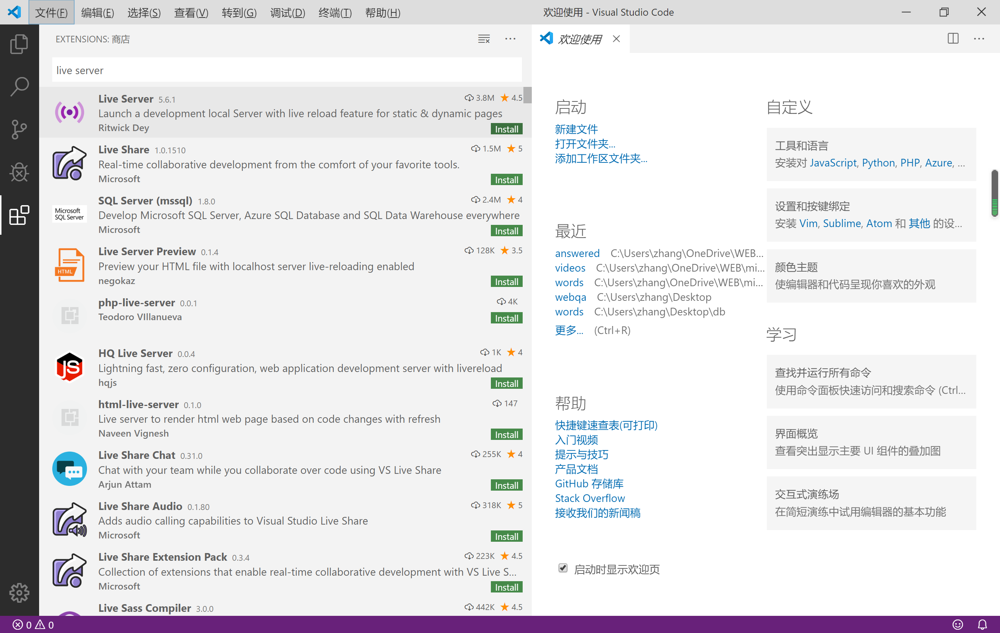 文件(F) 编辑(E) 选择(S) 查看(V) 转到(G) 调试(D) 终端(T) 帮助(H) 欢迎使用 - Visual Studio Code
EXTENSIONS: 商店
live server
Live Server 5.6.1 3.8M 4.5
Launch a development local Server with live reload feature for static & dynamic pages
Ritwick Dey Install
Live Share 1.0.1510 1.5M 5
Real-time collaborative development from the comfort of your favorite tools.
Microsoft Install
Microsoft
SQL Server
SQL Server (mssql) 1.8.0 2.4M 4
Develop Microsoft SQL Server, Azure SQL Database and SQL Data Warehouse everywhere
Microsoft Install
HTML
Live Server Preview 0.1.4 128K 3.5
Preview your HTML file with localhost server live-reloading enabled
negokaz Install
php-live-server 0.0.1 4K
Teodoro VIllanueva Install
JS
HQ Live Server 0.0.4 1K 4
Lightning fast, zero configuration, web application development server with livereload
hqjs Install
html-live-server 0.1.0 147
Live server to render html web page based on code changes with refresh
Naveen Vignesh Install
Live Share Chat 0.31.0 255K 4
Chat with your team while you collaborate over code using VS Live Share
Arjun Attam Install
Live Share Audio 0.1.80 318K 5
Adds audio calling capabilities to Visual Studio Live Share
Microsoft Install
Live Share Extension Pack 0.3.4 223K 4.5
Collection of extensions that enable real-time collaborative development with VS Live S...
Microsoft Install
Live Sass Compiler 3.0.0 442K 4.5
欢迎使用
启动
新建文件
打开文件夹...
添加工作区文件夹...
最近
answered C:\Users\zhang\OneDrive\WEB...
videos C:\Users\zhang\OneDrive\WEB\mi...
words C:\Users\zhang\OneDrive\WEB\mi...
webqa C:\Users\zhang\Desktop
words C:\Users\zhang\Desktop\db
更多... (Ctrl+R)
帮助
快捷键速查表(可打印)
入门视频
提示与技巧
产品文档
GitHub 存储库
Stack Overflow
接收我们的新闻稿
启动时显示欢迎页
自定义
工具和语言
安装对 JavaScript, Python, PHP, Azure, ...
设置和按键绑定
安装 Vim, Sublime, Atom 和 其他 的设...
颜色主题
使编辑器和代码呈现你喜欢的外观
学习
查找并运行所有命令
使用命令面板快速访问和搜索命令 (Ctrl...
界面概览
查看突出显示主要 UI 组件的叠加图
交互式演练场
在简短演练中试用编辑器的基本功能
0 0